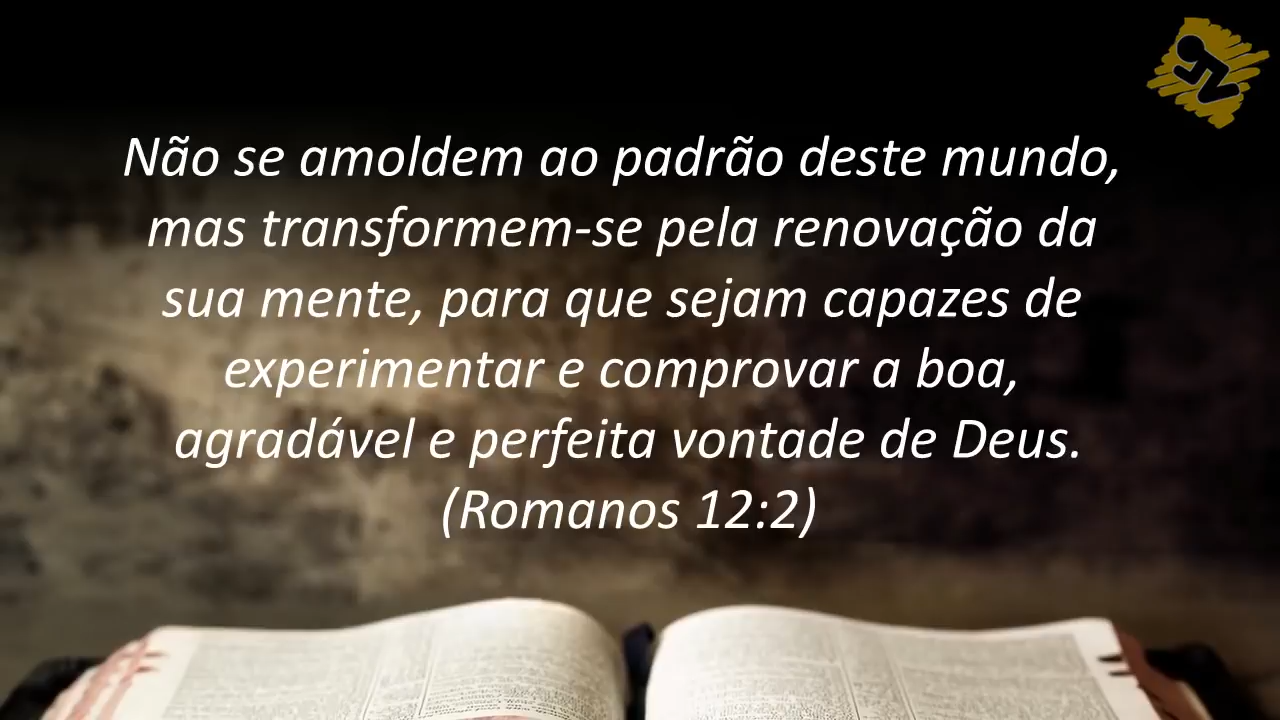 Não se amoldem ao padrão deste mundo,
mas transformem-se pela renovação da
sua mente, para que sejam capazes de
experimentar e comprovar a boa,
agradável e perfeita vontade de Deus.
(Romanos 12:2)